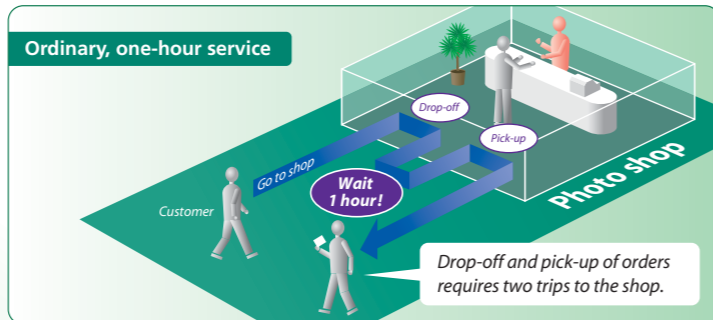 Ordinary, one-hour service
Drop-off
Pick-up
Go to shop
Wait
1 hour!
Customer
Photo shop
Drop-off and pick-up of orders
requires two trips to the shop.